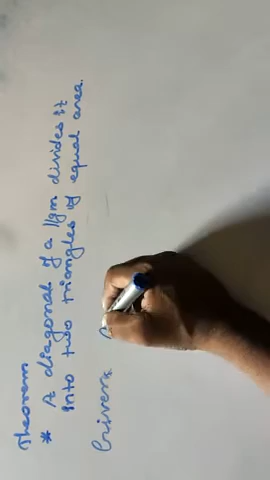 Theorem
* A diagonal of a ||gm divides it
into two triangles of equal area.
Given,